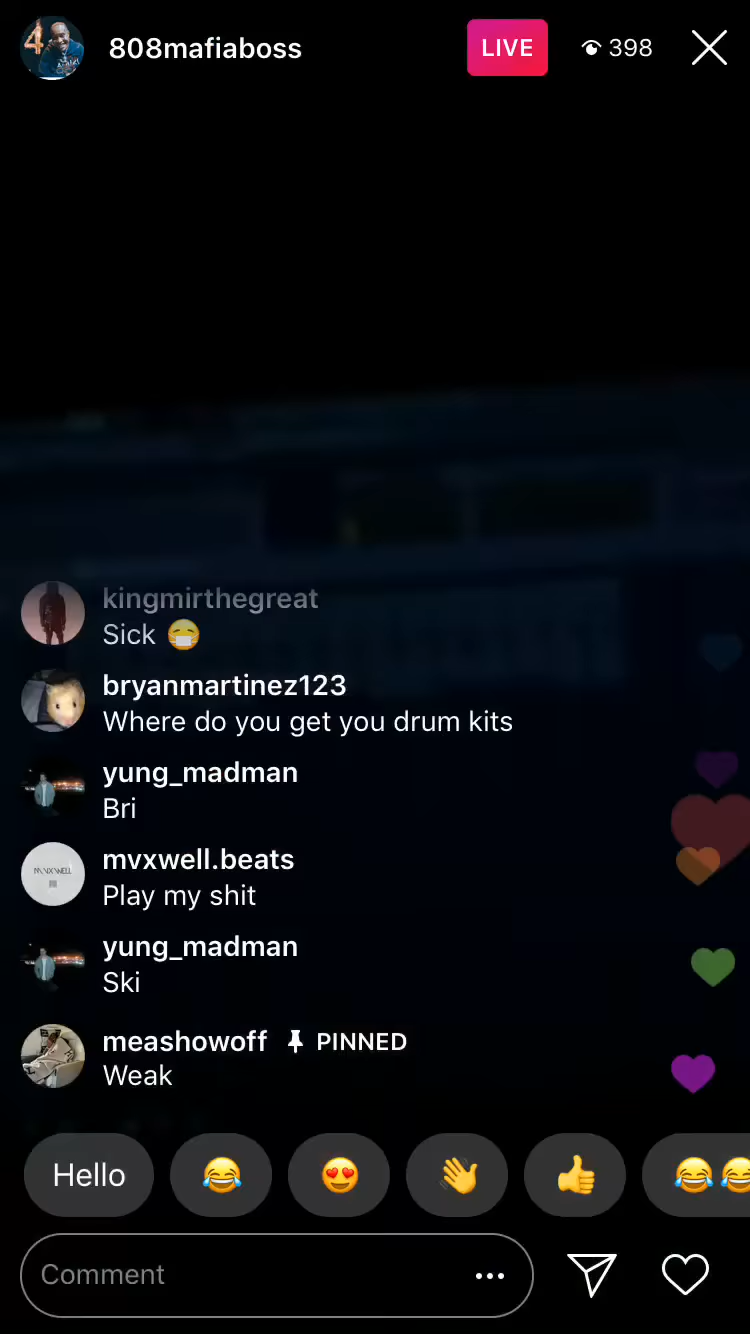 808mafiaboss
LIVE
398
kingmirthegreat
Sick 😷
bryanmartinez123
Where do you get you drum kits
yung_madman
Bri
mvxwell.beats
Play my shit
yung_madman
Ski
meashowoff PINNED
Weak
Hello 😂 😍 👋 👍 😂😂
Comment